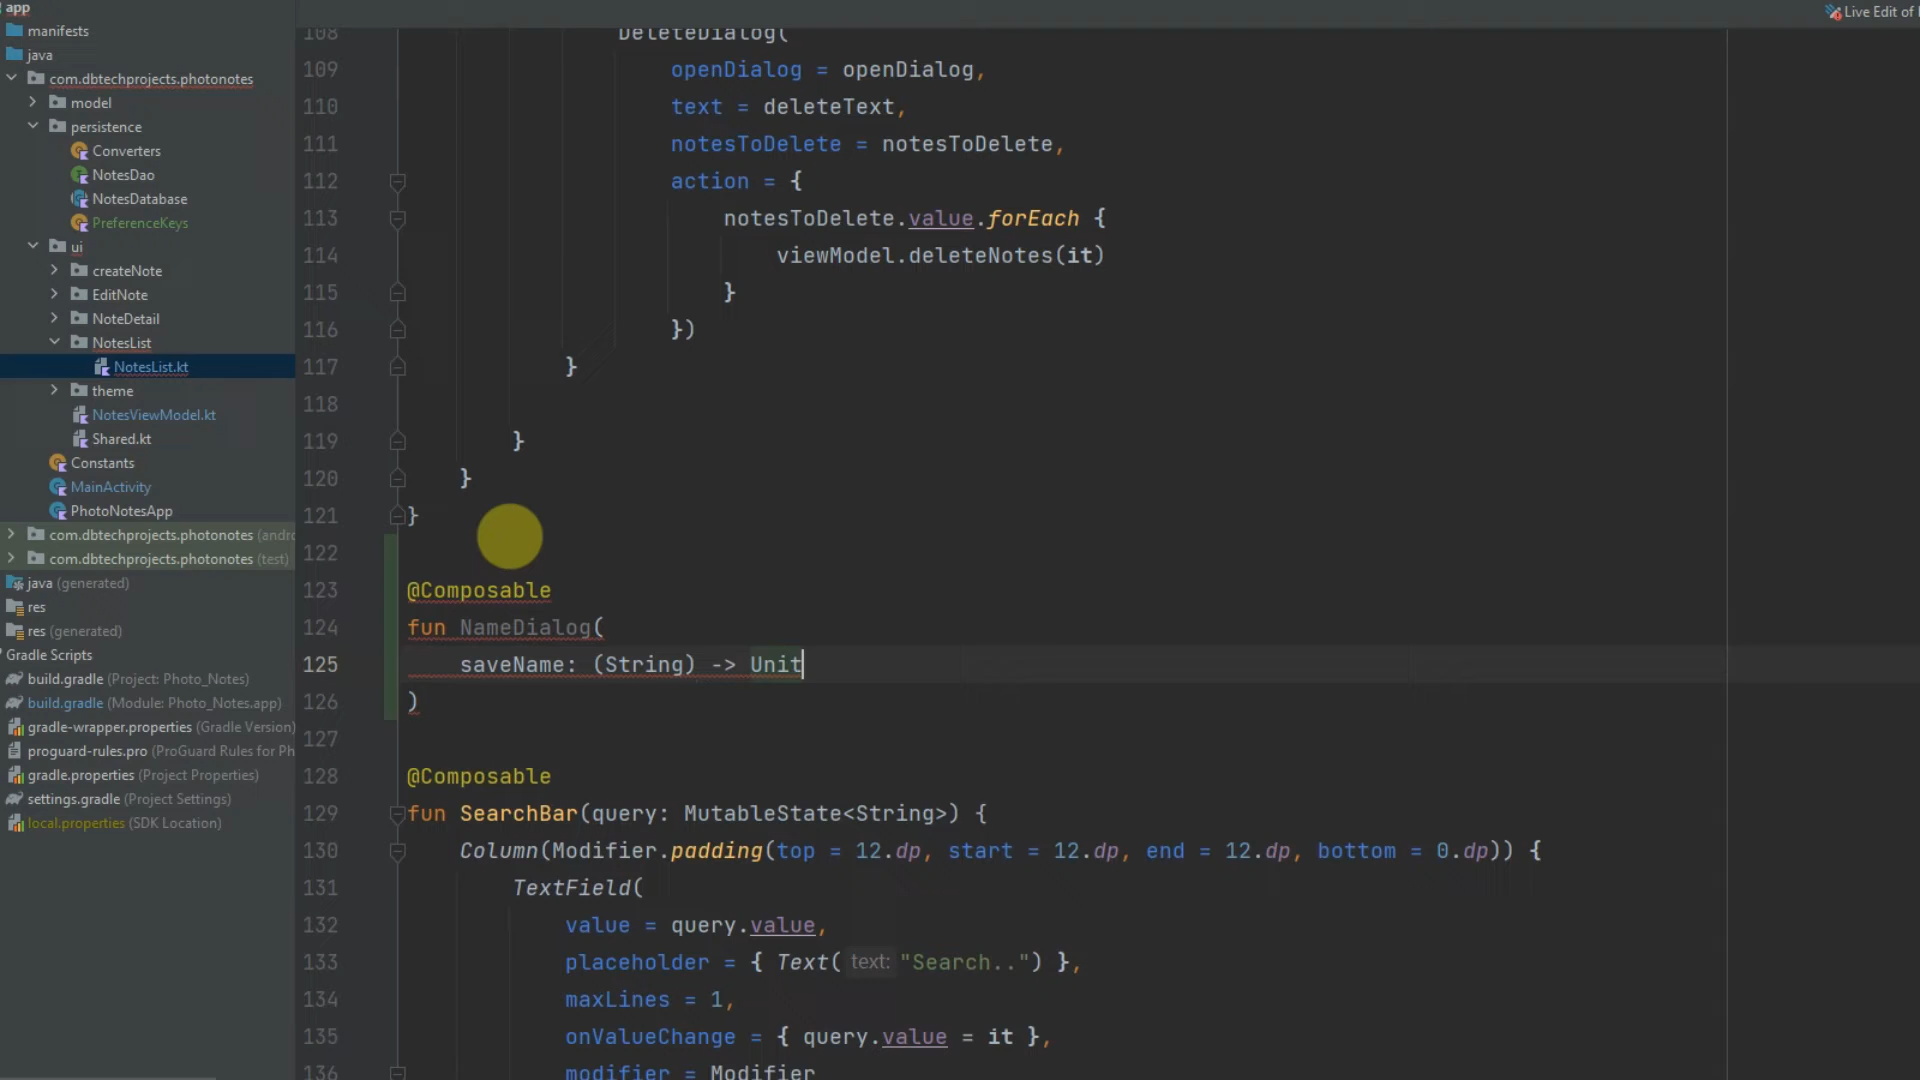 app
manifests
java
com.dbtechprojects.photonotes
model
persistence
Converters
NotesDao
NotesDatabase
PreferenceKeys
ui
createNote
EditNote
NoteDetail
NotesList
NotesList.kt
theme
NotesViewModel.kt
Shared.kt
Constants
MainActivity
PhotoNotesApp
com.dbtechprojects.photonotes (andro
com.dbtechprojects.photonotes (test)
java (generated)
res
res (generated)
Gradle Scripts
build.gradle (Project: Photo_Notes)
build.gradle (Module: Photo_Notes.app)
gradle-wrapper.properties (Gradle Version)
proguard-rules.pro (ProGuard Rules for Ph
gradle.properties (Project Properties)
settings.gradle (Project Settings)
local.properties (SDK Location)
Live Edit of
108 DeleteDialog(
109 openDialog = openDialog,
110 text = deleteText,
111 notesToDelete = notesToDelete,
112 action = {
113 notesToDelete.value.forEach {
114 viewModel.deleteNotes(it)
115 }
116 })
117 }
118
119 }
120 }
121 }
122
123 @Composable
124 fun NameDialog(
125 saveName: (String) -> Unit
126 )
127
128 @Composable
129 fun SearchBar(query: MutableState<String>) {
130 Column(Modifier.padding(top = 12.dp, start = 12.dp, end = 12.dp, bottom = 0.dp)) {
131 TextField(
132 value = query.value,
133 placeholder = { Text( text: "Search..") },
134 maxLines = 1,
135 onValueChange = { query.value = it },
136 modifier = Modifier